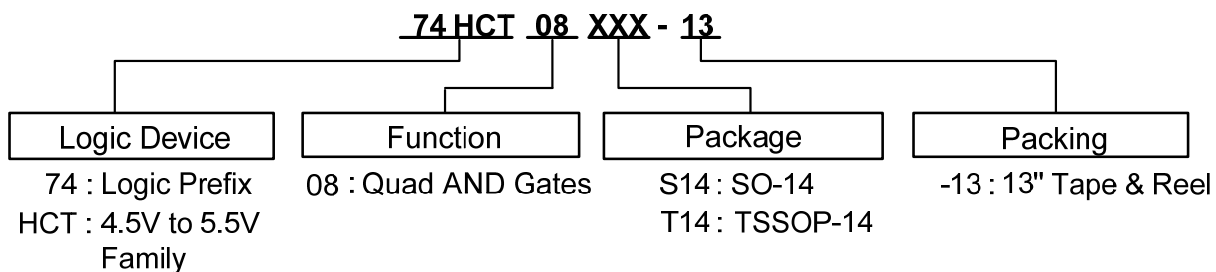 74 HCT 08 XXX - 13
Logic Device
Function
Package
Packing
74 : Logic Prefix
HCT : 4.5V to 5.5V
Family
08 : Quad AND Gates
S14 : SO-14
T14 : TSSOP-14
-13 : 13" Tape & Reel